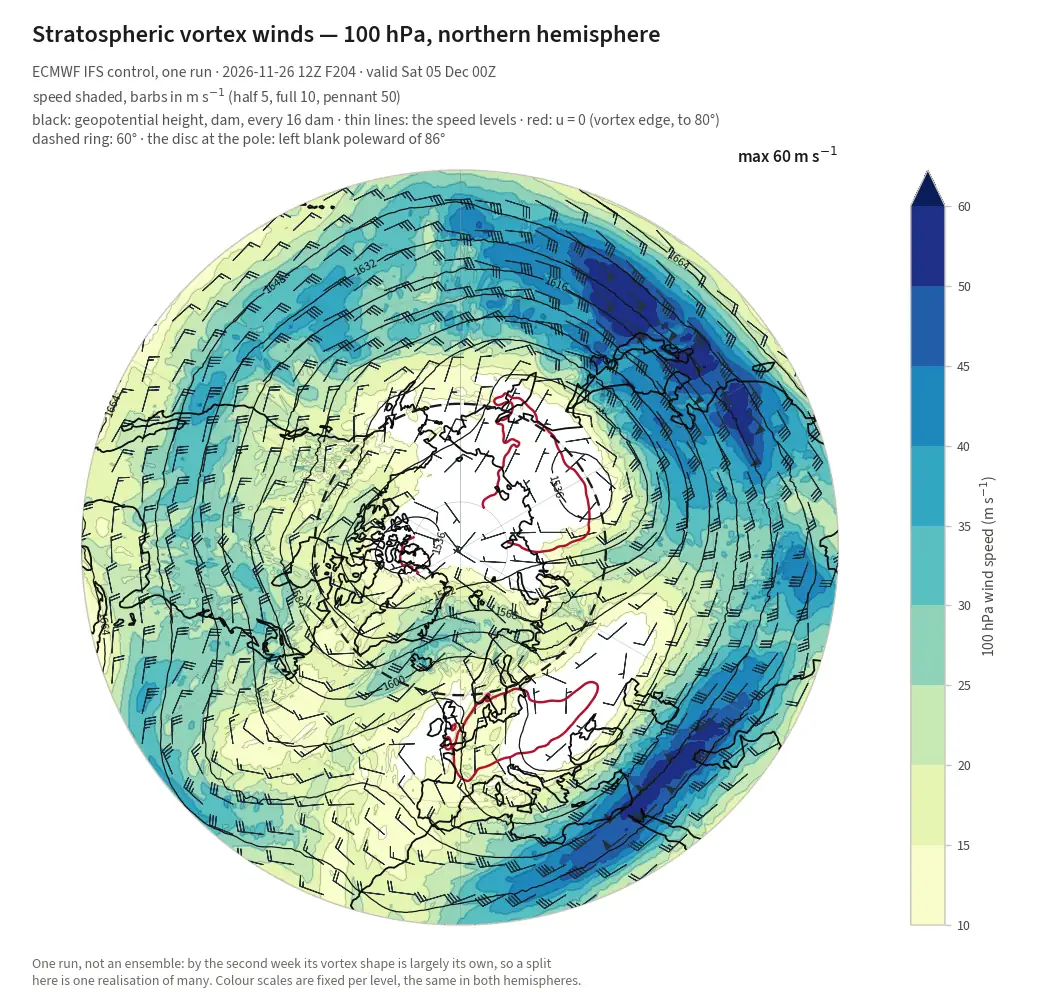 Stratospheric vortex winds — 100 hPa, northern hemisphere
ECMWF IFS control, one run · 2026-11-26 12Z F204 · valid Sat 05 Dec 00Z
speed shaded, barbs in m s−1 (half 5, full 10, pennant 50)
black: geopotential height, dam, every 16 dam · thin lines: the speed levels · red: u = 0 (vortex edge, to 80°)
dashed ring: 60° · the disc at the pole: left blank poleward of 86°
max 60 m s−1
60
50
45
40
35
30
25
20
15
10
100 hPa wind speed (m s−1)
1664
1632
1616
1664
1536
1536
1568
1600
One run, not an ensemble: by the second week its vortex shape is largely its own, so a split
here is one realisation of many. Colour scales are fixed per level, the same in both hemispheres.